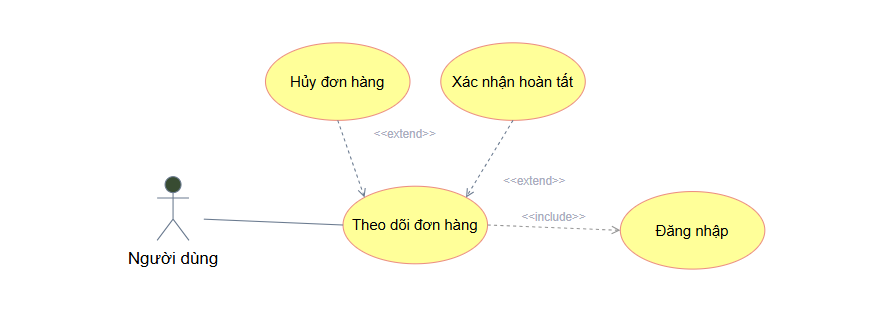 Hủy đơn hàng
Xác nhận hoàn tất
<<extend>>
<<extend>>
Theo dõi đơn hàng
<<include>>
Đăng nhập
Người dùng